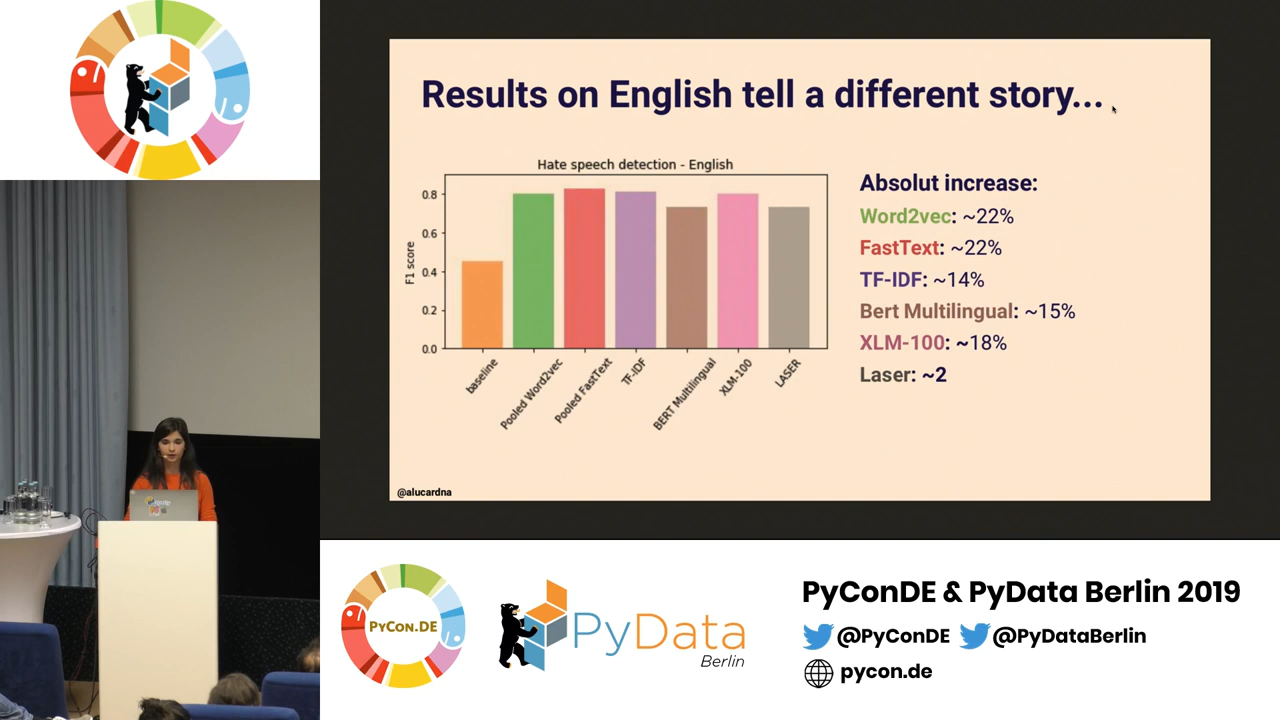 Results on English tell a different story...
Hate speech detection - English
F1 score
0.8
0.6
0.4
0.2
0.0
baseline
Pooled Word2vec
Pooled FastText
TF-IDF
BERT Multilingual
XLM-100
LASER
Absolut increase:
Word2vec: ~22%
FastText: ~22%
TF-IDF: ~14%
Bert Multilingual: ~15%
XLM-100: ~18%
Laser: ~2
@alucardna
PYCON.DE
PyData
Berlin
PyConDE & PyData Berlin 2019
@PyConDE @PyDataBerlin
pycon.de